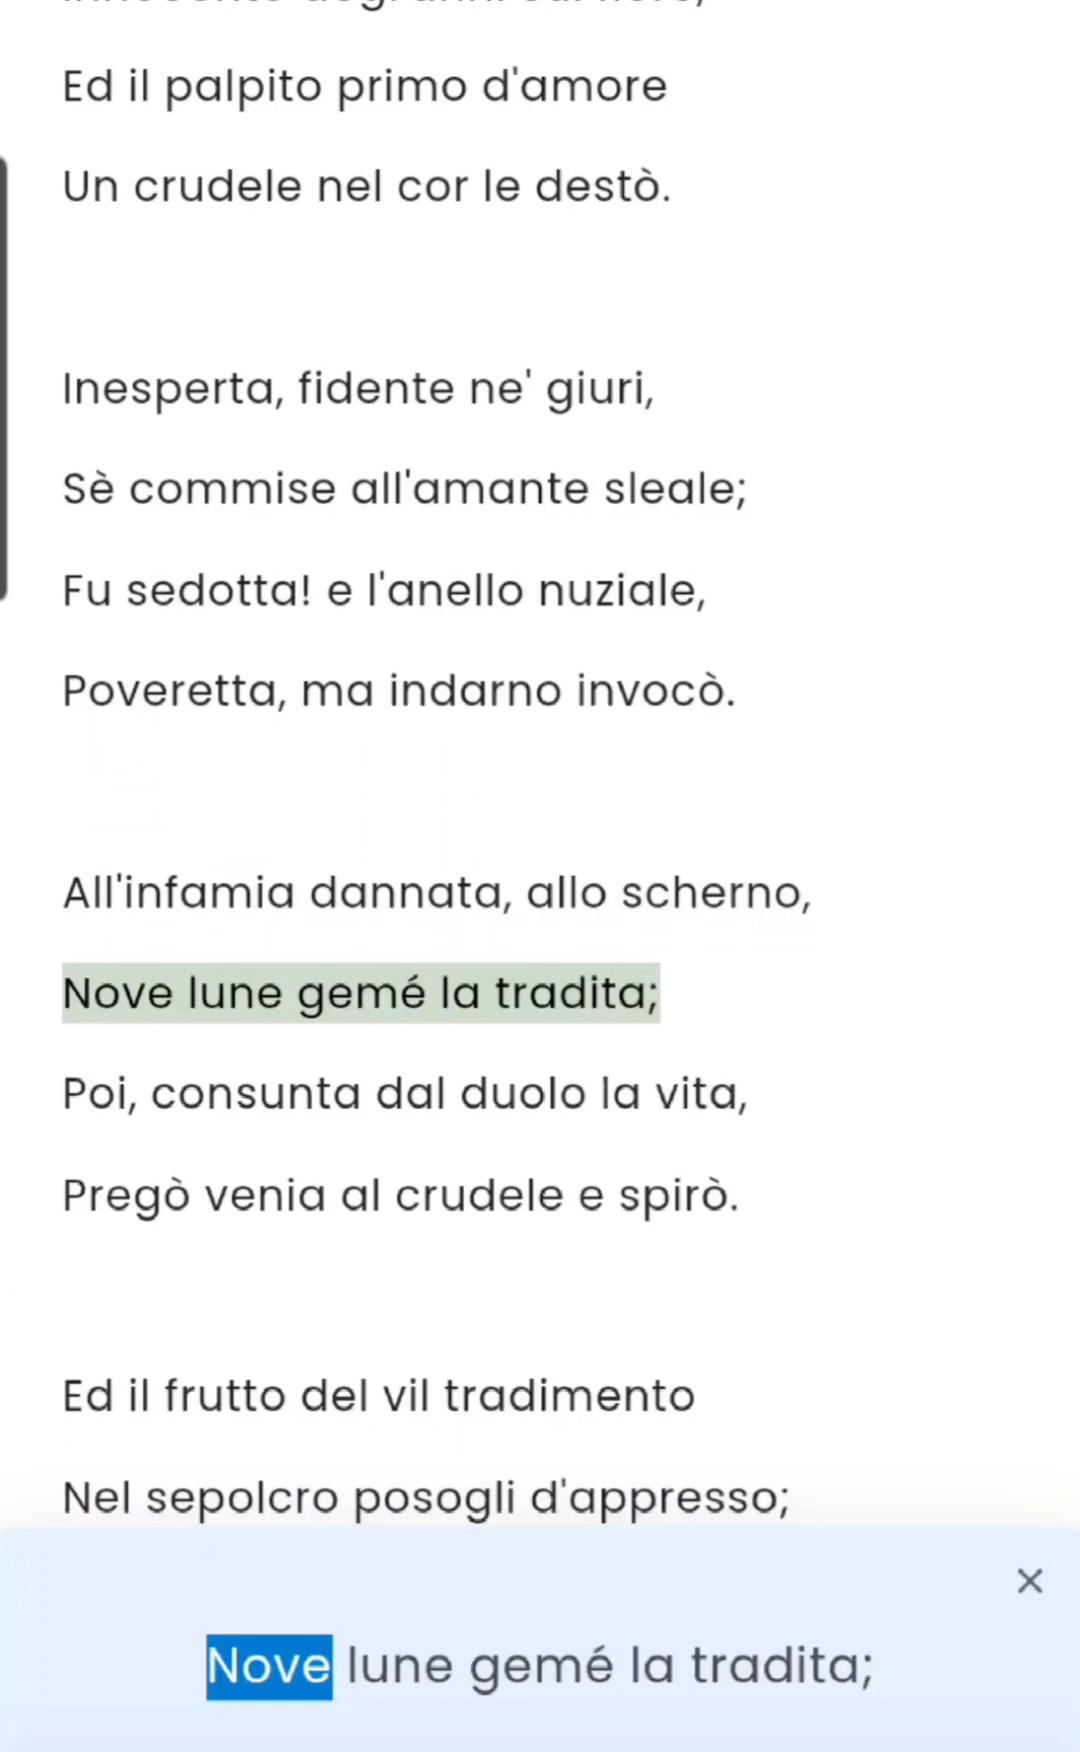 Ed il palpito primo d'amore
Un crudele nel cor le destò.
Inesperta, fidente ne' giuri,
Sè commise all'amante sleale;
Fu sedotta! e l'anello nuziale,
Poveretta, ma indarno invocò.
All'infamia dannata, allo scherno,
Nove lune gemé la tradita;
Poi, consunta dal duolo la vita,
Pregò venia al crudele e spirò.
Ed il frutto del vil tradimento
Nel sepolcro posogli d'appresso;
Nove lune gemé la tradita;